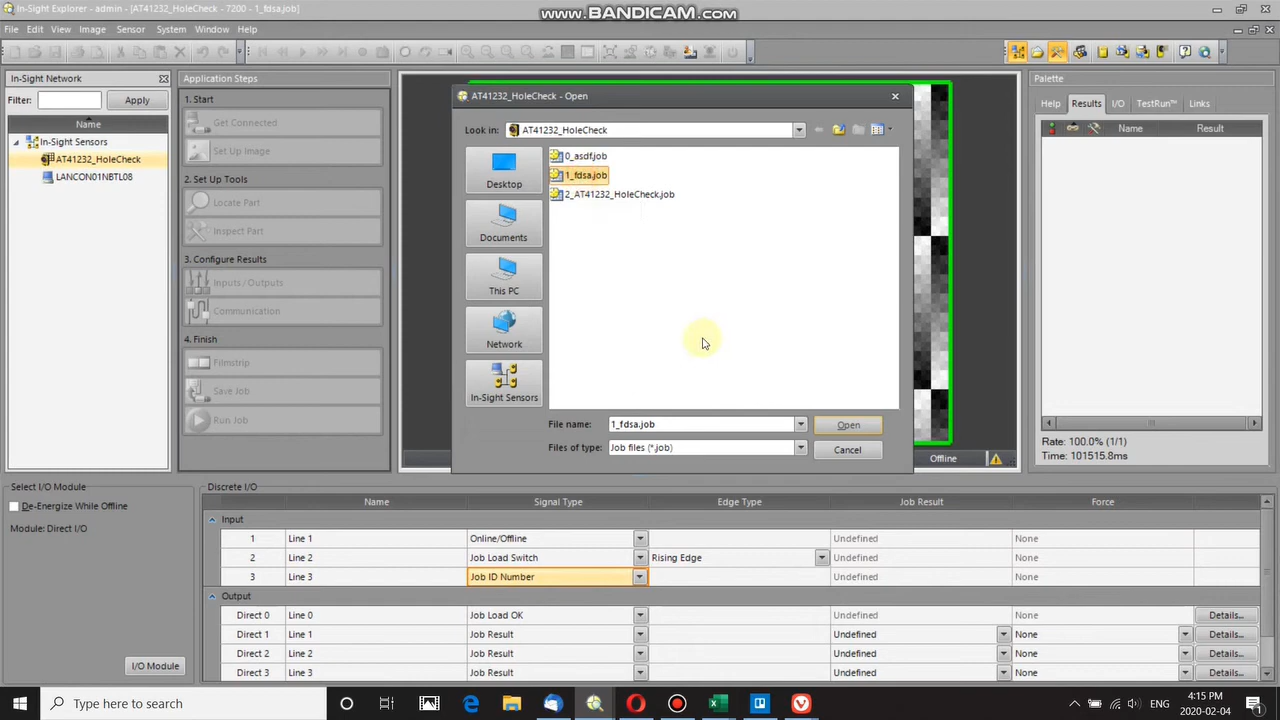 In-Sight Explorer - admin - [AT41232_HoleCheck - 7200 - 1_fdsa.job]
www.BANDICAM.com
File Edit View Image Sensor System Window Help
In-Sight Network
Filter: Apply
Name
In-Sight Sensors
AT41232_HoleCheck
LANCON01NBTL08
Application Steps
1. Start
Get Connected
Set Up Image
2. Set Up Tools
Locate Part
Inspect Part
3. Configure Results
Inputs / Outputs
Communication
4. Finish
Filmstrip
Save Job
Run Job
AT41232_HoleCheck - Open
Look in: AT41232_HoleCheck
Desktop
Documents
This PC
Network
In-Sight Sensors
0_asdf.job
1_fdsa.job
2_AT41232_HoleCheck.job
File name: 1_fdsa.job Open
Files of type: Job files (*.job) Cancel
Offline
Palette
Help Results I/O TestRun™ Links
Name Result
Rate: 100.0% (1/1)
Time: 101515.8ms
Select I/O Module
De-Energize While Offline
Module: Direct I/O
I/O Module
Discrete I/O
Name Signal Type Edge Type Job Result Force
Input
1 Line 1 Online/Offline Undefined None
2 Line 2 Job Load Switch Rising Edge Undefined None
3 Line 3 Job ID Number Undefined None
Output
Direct 0 Line 0 Job Load OK Undefined None Details...
Direct 1 Line 1 Job Result Undefined None Details...
Direct 2 Line 2 Job Result Undefined None Details...
Direct 3 Line 3 Job Result Undefined None Details...
Type here to search
4:15 PM
2020-02-04